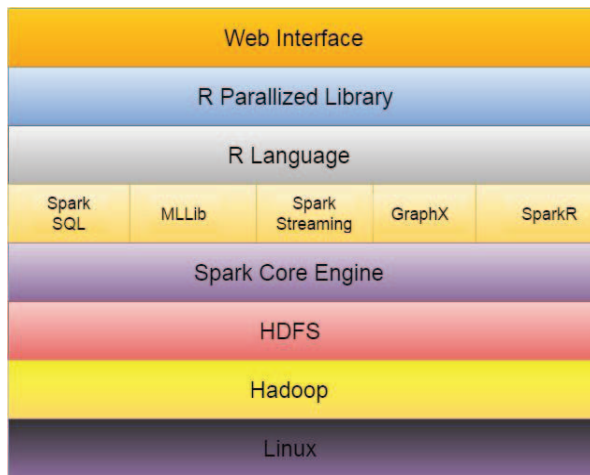 Web Interface
R Parallized Library
R Language
Spark
SQL
MLLib
Spark
Streaming
GraphX
SparkR
Spark Core Engine
HDFS
Hadoop
Linux